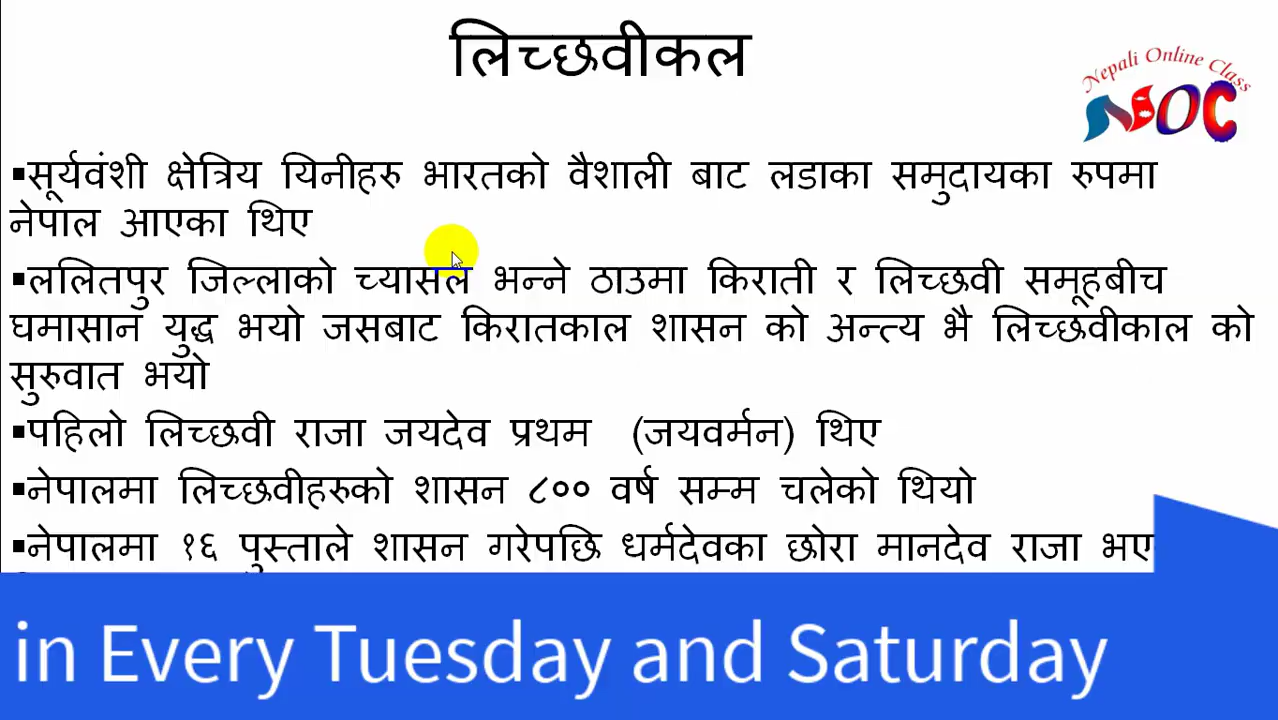 लिच्छवीकल
Nepali Online Class
NOC
▪सूर्यवंशी क्षेत्रिय यिनीहरु भारतको वैशाली बाट लडाका समुदायका रुपमा
नेपाल आएका थिए
▪ललितपुर जिल्लाको च्यासल भन्ने ठाउमा किराती र लिच्छवी समूहबीच
घमासान युद्ध भयो जसबाट किरातकाल शासन को अन्त्य भै लिच्छवीकाल को
सुरुवात भयो
▪पहिलो लिच्छवी राजा जयदेव प्रथम (जयवर्मन) थिए
▪नेपालमा लिच्छवीहरुको शासन ८०० वर्ष सम्म चलेको थियो
▪नेपालमा १६ पुस्ताले शासन गरेपछि धर्मदेवका छोरा मानदेव राजा भए
in Every Tuesday and Saturday